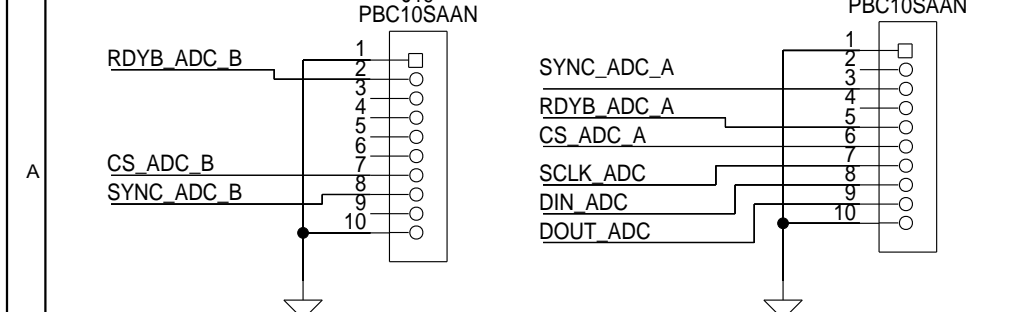 PBC10SAAN
1
RDYB_ADC_B
2
3
4
5
6
CS_ADC_B
7
SYNC_ADC_B
8
9
10
PBC10SAAN
1
SYNC_ADC_A
2
3
RDYB_ADC_A
4
5
CS_ADC_A
6
SCLK_ADC
7
DIN_ADC
8
DOUT_ADC
9
10
A